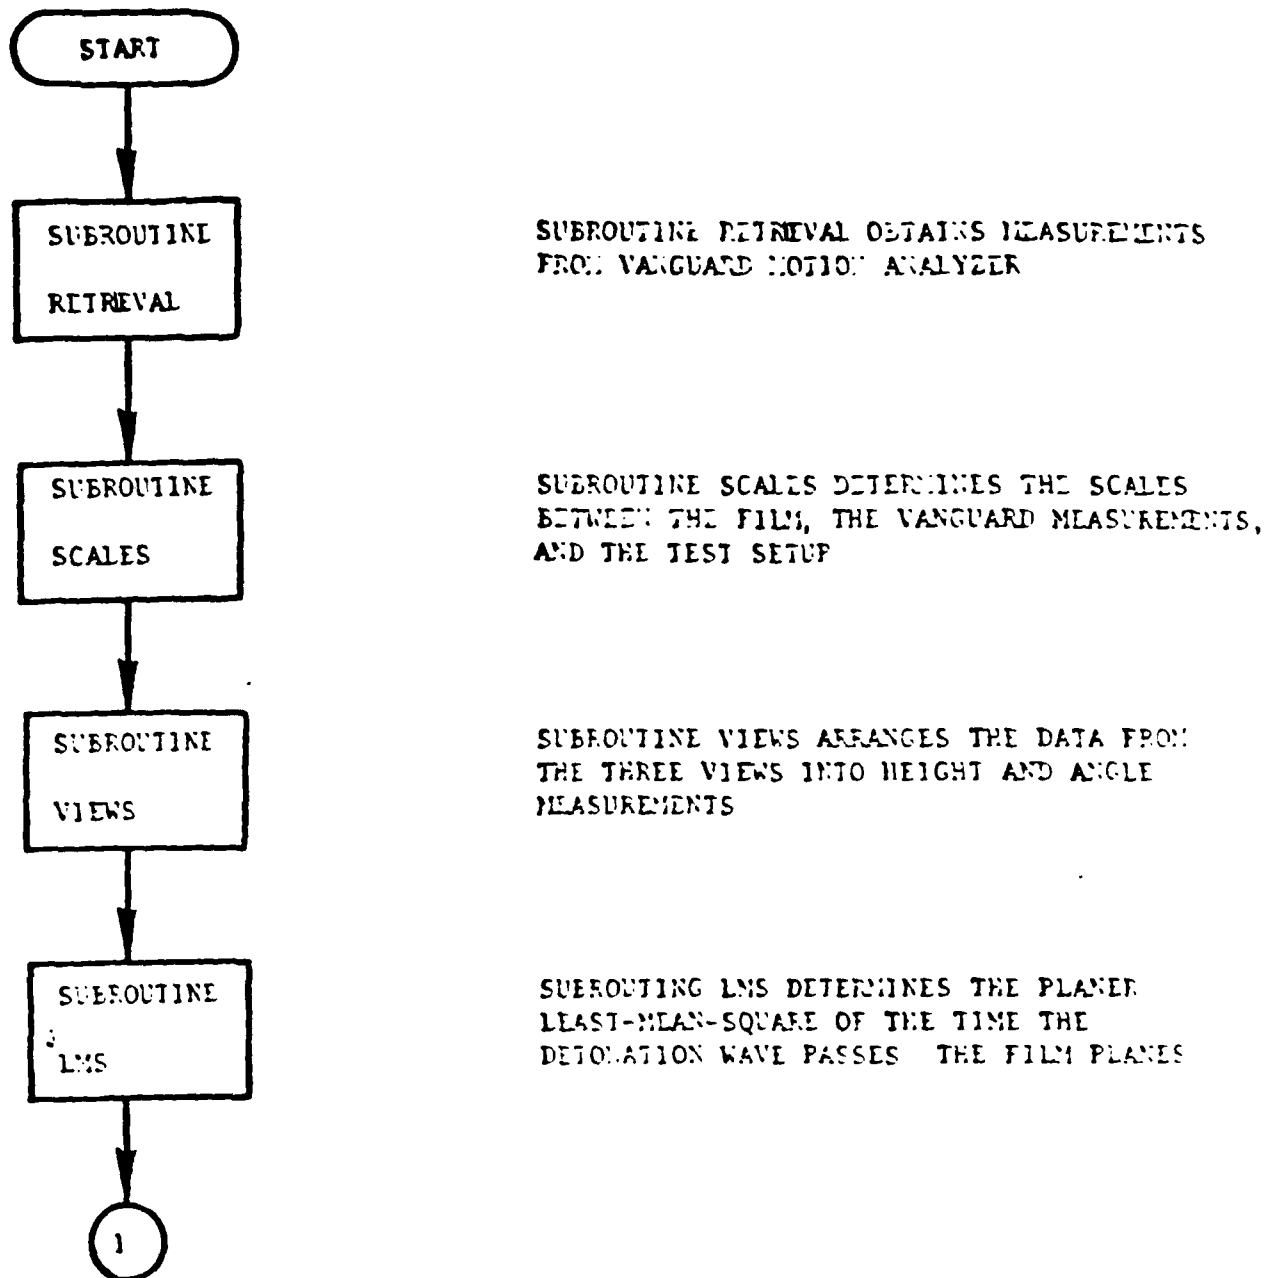 START
SUBROUTINE
RETRIEVAL
SUBROUTINE RETRIEVAL OBTAINS MEASUREMENTS
FROM VANGUARD MOTION ANALYZER
SUBROUTINE
SCALES
SUBROUTINE SCALES DETERMINES THE SCALES
BETWEEN THE FILM, THE VANGUARD MEASUREMENTS,
AND THE TEST SETUP
SUBROUTINE
VIEWS
SUBROUTINE VIEWS ARRANGES THE DATA FROM
THE THREE VIEWS INTO HEIGHT AND ANGLE
MEASUREMENTS
SUBROUTINE
LMS
SUBROUTING LMS DETERMINES THE PLANER
LEAST-MEAN-SQUARE OF THE TIME THE
DETONATION WAVE PASSES THE FILM PLANES
1